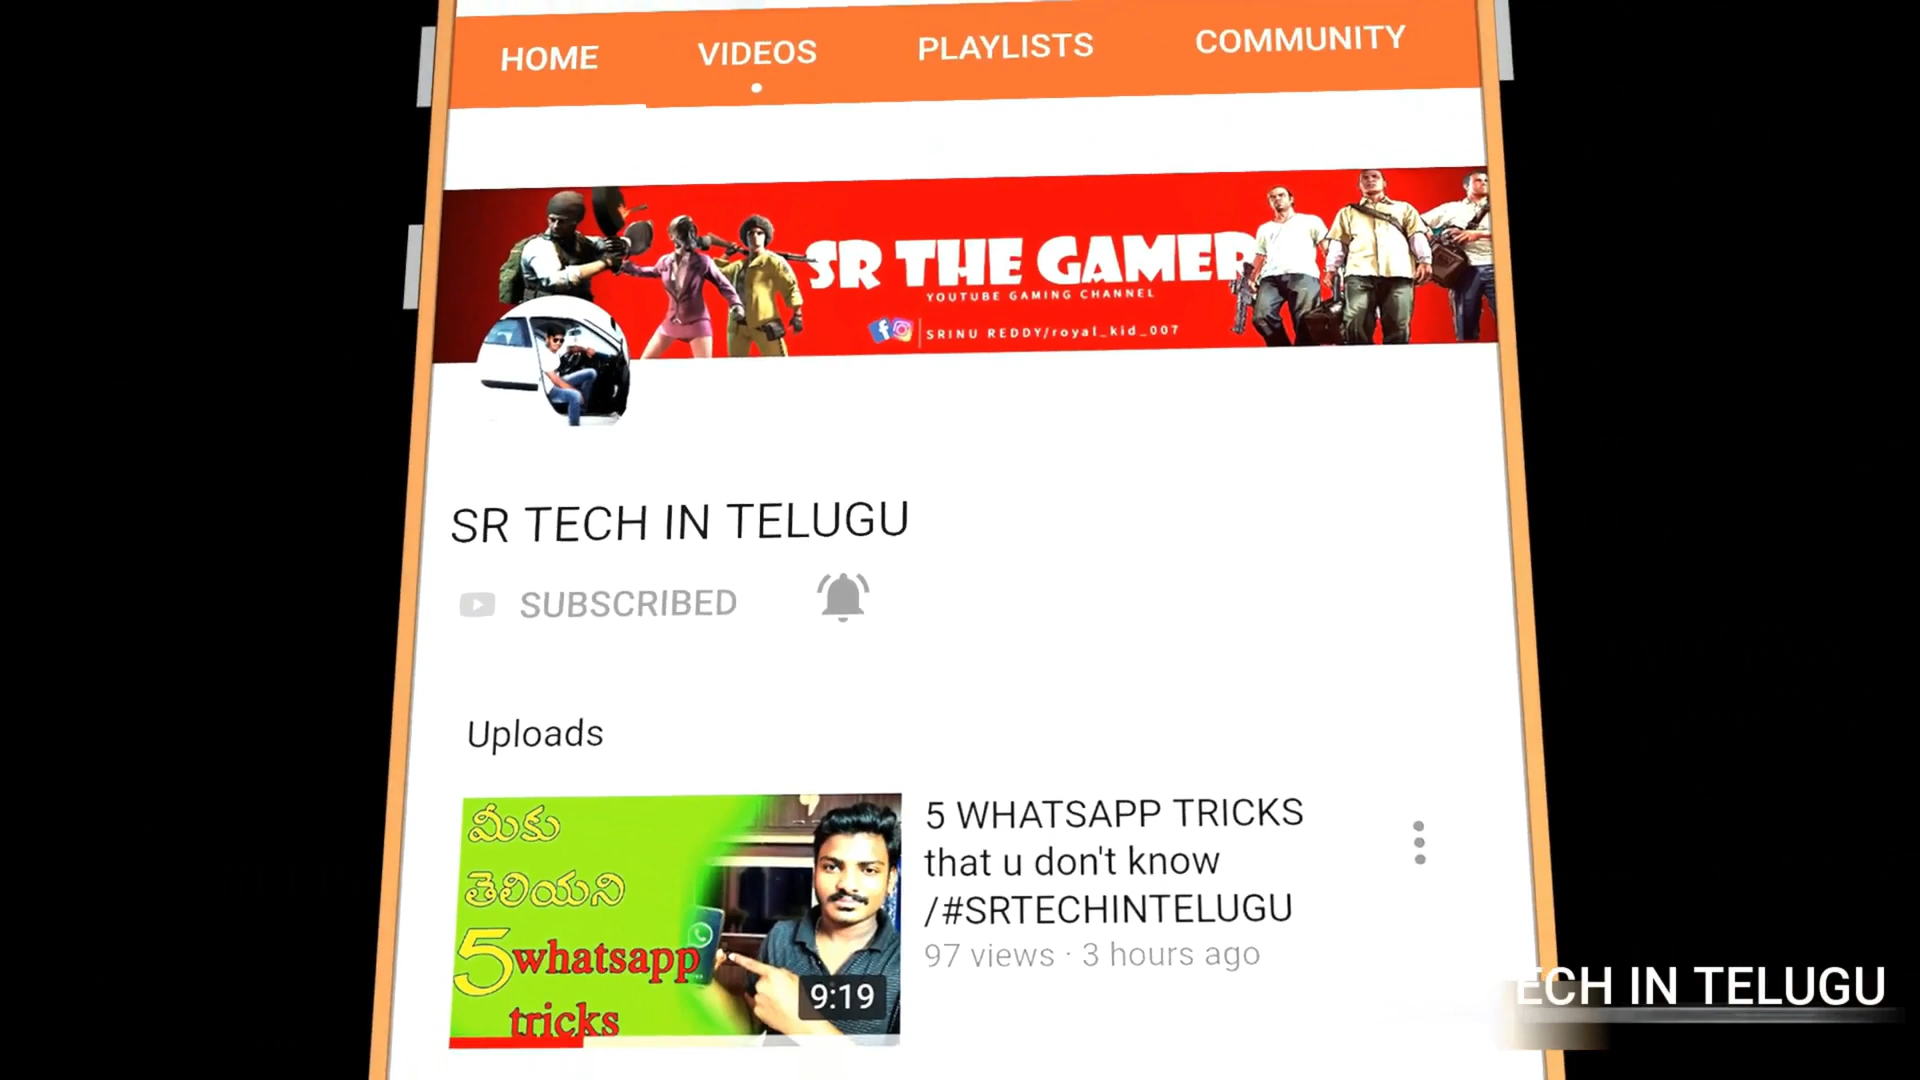 HOME
VIDEOS
PLAYLISTS
COMMUNITY
SR THE GAMER
YOUTUBE GAMING CHANNEL
SRINU REDDY/royal_kid_007
SR TECH IN TELUGU
SUBSCRIBED
Uploads
మీకు
తెలియని
5 whatsapp
tricks
9:19
5 WHATSAPP TRICKS
that u don't know
/#SRTECHINTELUGU
97 views · 3 hours ago
ECH IN TELUGU